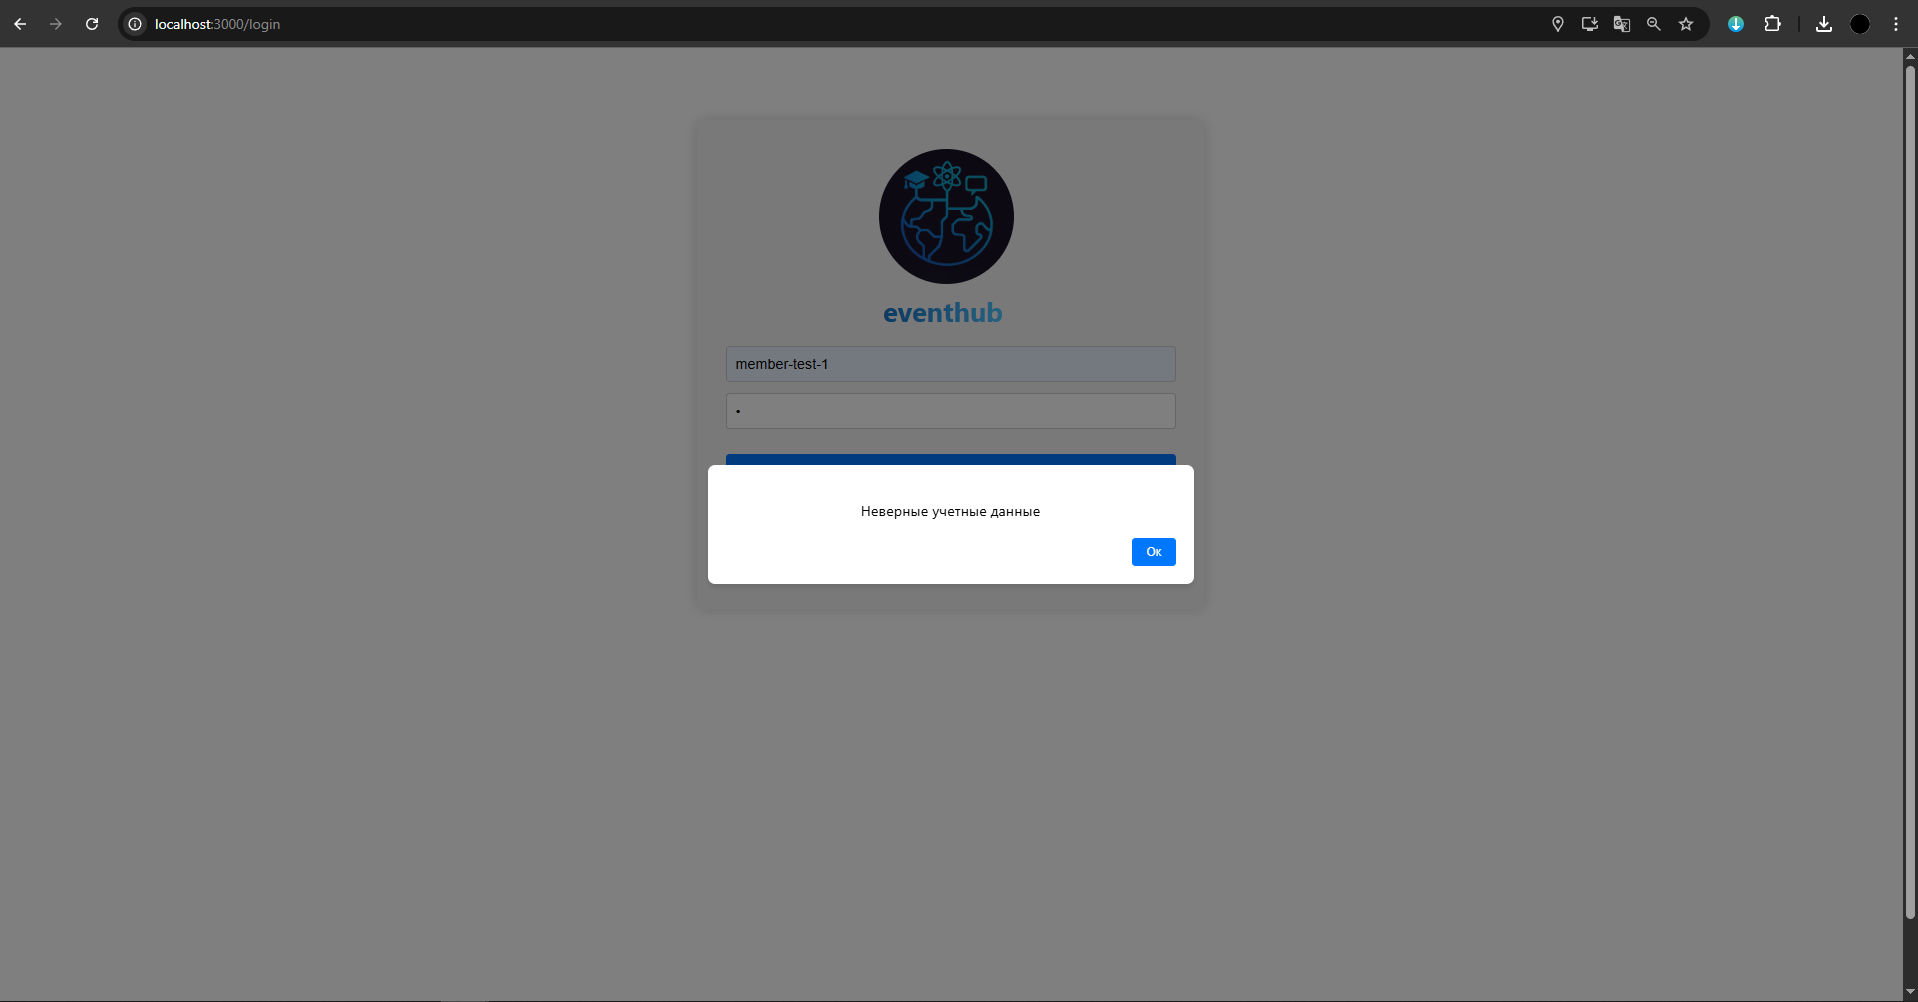 localhost:3000/login
eventhub
member-test-1
•
Неверные учетные данные
Ок